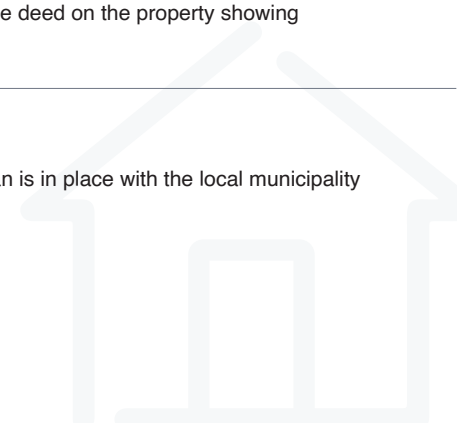 e deed on the property showing
n is in place with the local municipality